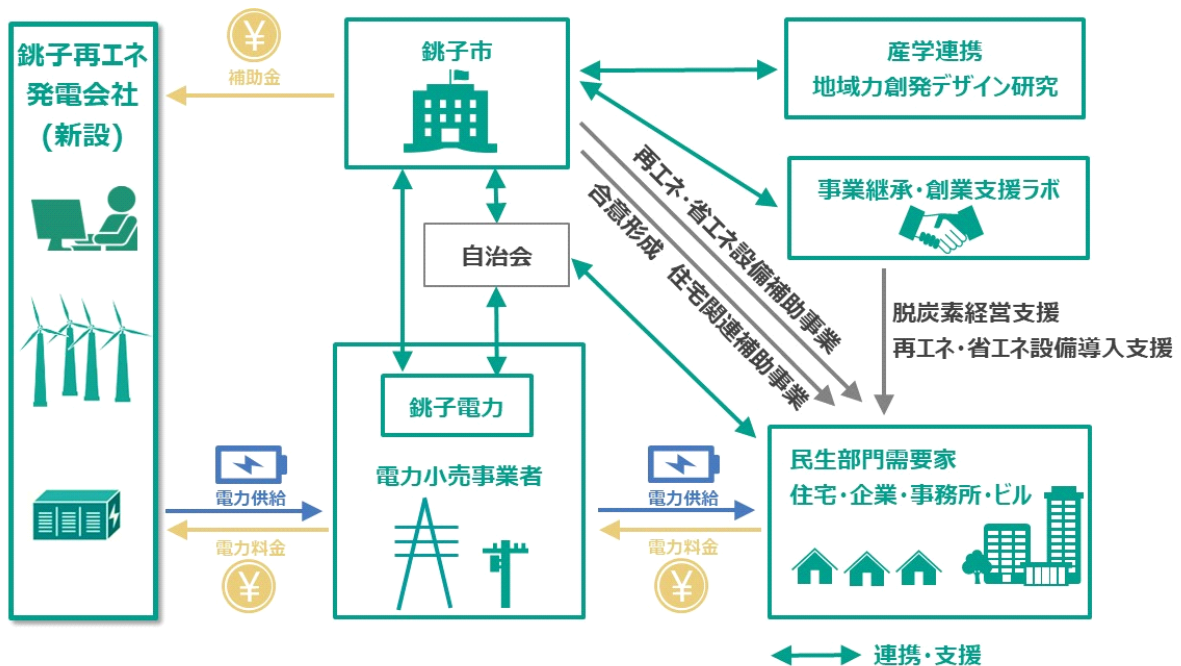 銚子再エネ
発電会社
(新設)
補助金
銚子市
産学連携
地域力創発デザイン研究
事業継承・創業支援ラボ
自治会
再エネ・省エネ設備補助事業
合意形成 住宅関連補助事業
脱炭素経営支援
再エネ・省エネ設備導入支援
銚子電力
電力小売事業者
電力供給
電力料金
電力供給
電力料金
民生部門需要家
住宅・企業・事務所・ビル
連携・支援